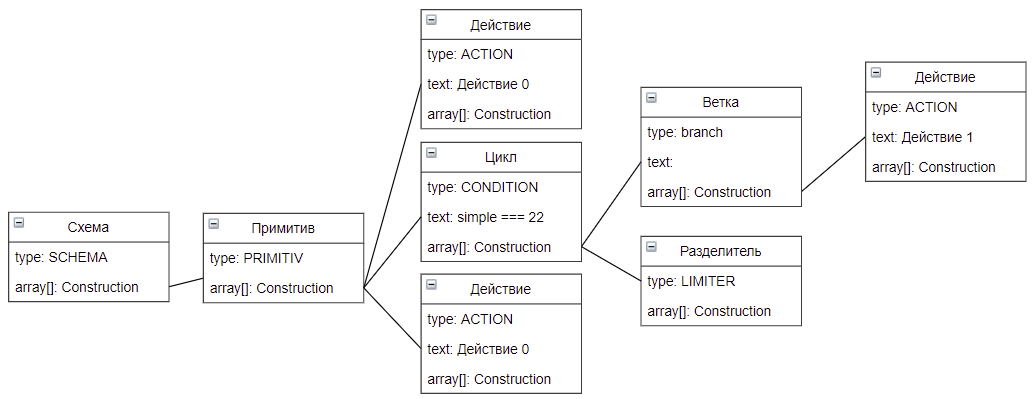 Схема
type: SCHEMA
array[]: Construction
Примитив
type: PRIMITIV
array[]: Construction
Действие
type: ACTION
text: Действие 0
array[]: Construction
Цикл
type: CONDITION
text: simple === 22
array[]: Construction
Действие
type: ACTION
text: Действие 0
array[]: Construction
Ветка
type: branch
text:
array[]: Construction
Разделитель
type: LIMITER
array[]: Construction
Действие
type: ACTION
text: Действие 1
array[]: Construction